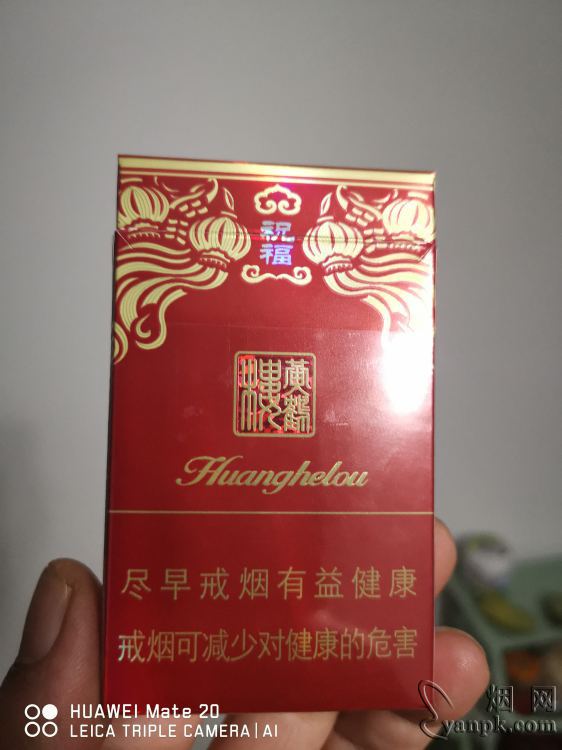 祝
福
黄鹤楼
Huanghelou
尽早戒烟有益健康
戒烟可减少对健康的危害
HUAWEI Mate 20
LEICA TRIPLE CAMERA | AI
烟网
yanpk.com